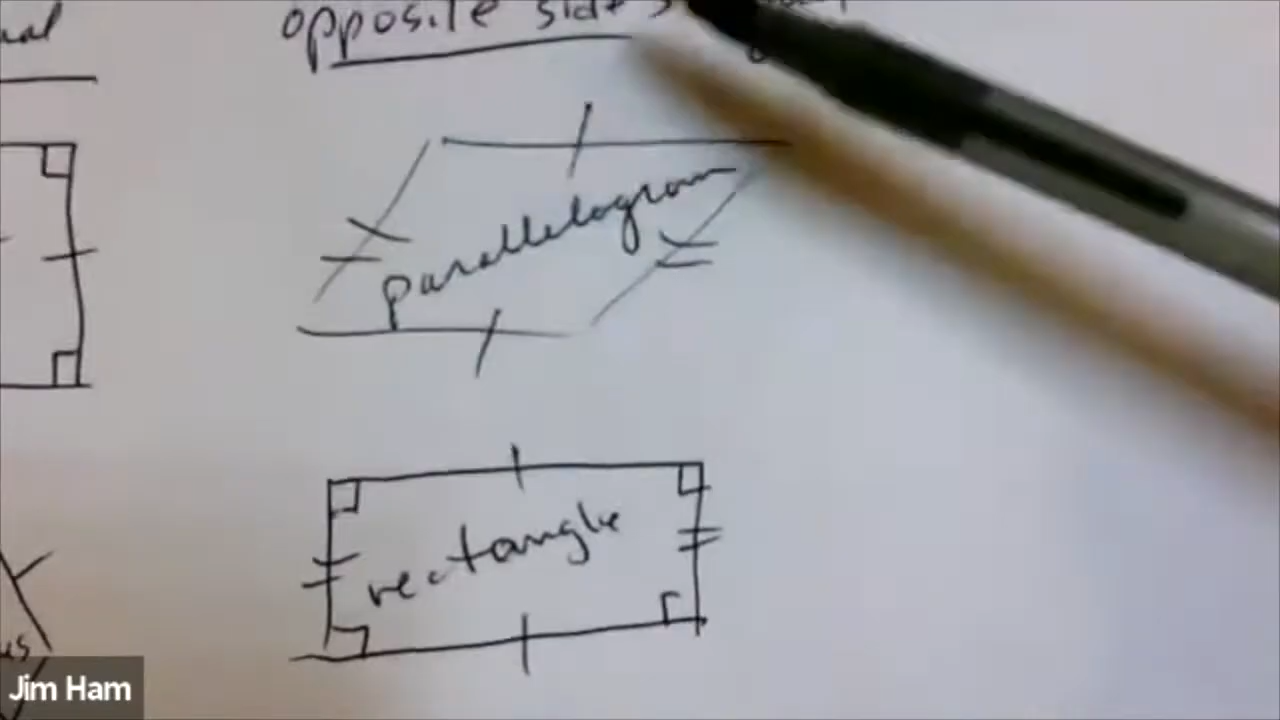 opposite sides
parallelogram
rectangle
Jim Ham